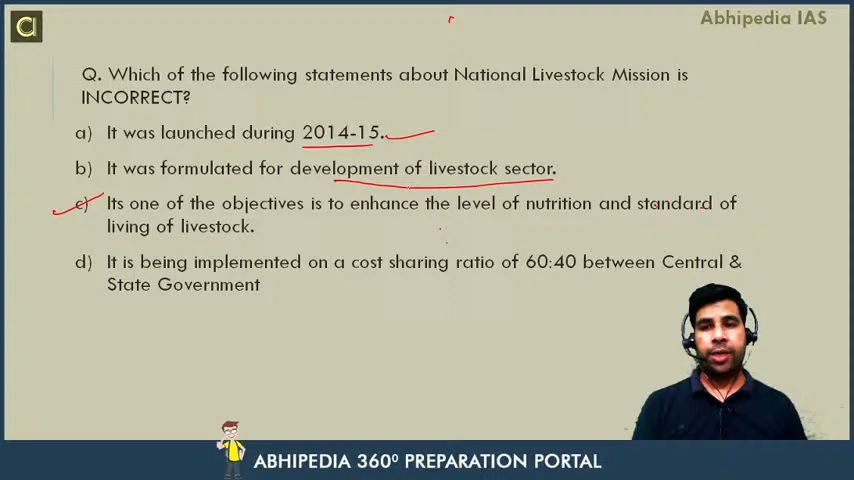 Abhipedia IAS
Q. Which of the following statements about National Livestock Mission is
INCORRECT?
a) It was launched during 2014-15.
b) It was formulated for development of livestock sector.
c) Its one of the objectives is to enhance the level of nutrition and standard of
living of livestock.
d) It is being implemented on a cost sharing ratio of 60:40 between Central &
State Government
ABHIPEDIA 360⁰ PREPARATION PORTAL